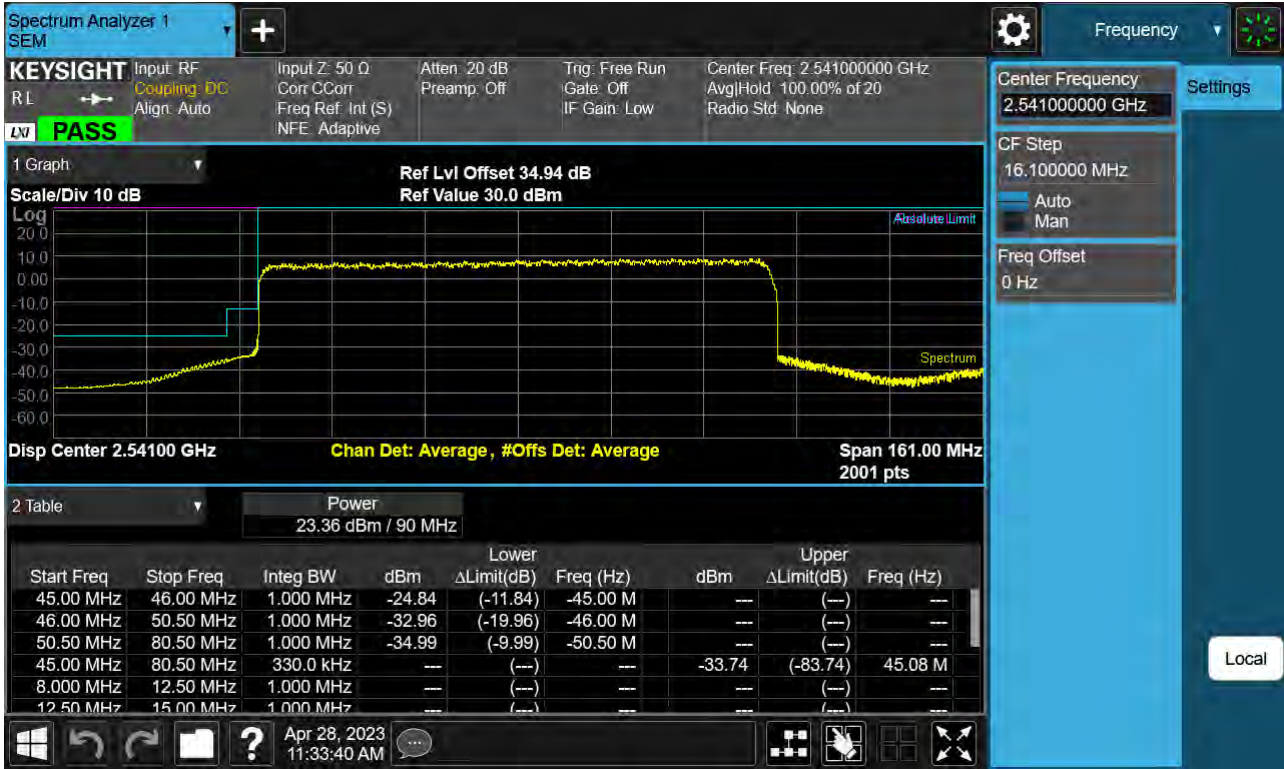 Spectrum Analyzer 1
SEM
Frequency
KEYSIGHT
RL
LXI
PASS
Input: RF
Coupling: DC
Align: Auto
Input Z: 50 Ω
Corr CCorr
Freq Ref: Int (S)
NFE: Adaptive
Atten: 20 dB
Preamp: Off
Trig: Free Run
Gate: Off
IF Gain: Low
Center Freq: 2.541000000 GHz
Avg|Hold: 100.00% of 20
Radio Std: None
Center Frequency
2.541000000 GHz
Settings
CF Step
16.100000 MHz
Auto
Man
Freq Offset
0 Hz
Local
1 Graph
Scale/Div 10 dB
Ref Lvl Offset 34.94 dB
Ref Value 30.0 dBm
Log
Absolute Limit
20.0
10.0
0.00
-10.0
-20.0
-30.0
-40.0
-50.0
-60.0
Spectrum
Disp Center 2.54100 GHz
Chan Det: Average, #Offs Det: Average
Span 161.00 MHz
2001 pts
2 Table
Power
23.36 dBm / 90 MHz
Lower Upper
Start Freq Stop Freq Integ BW dBm ΔLimit(dB) Freq (Hz) dBm ΔLimit(dB) Freq (Hz)
45.00 MHz 46.00 MHz 1.000 MHz -24.84 (-11.84) -45.00 M --- (---) ---
46.00 MHz 50.50 MHz 1.000 MHz -32.96 (-19.96) -46.00 M --- (---) ---
50.50 MHz 80.50 MHz 1.000 MHz -34.99 (-9.99) -50.50 M --- (---) ---
45.00 MHz 80.50 MHz 330.0 kHz --- (---) --- -33.74 (-83.74) 45.08 M
8.000 MHz 12.50 MHz 1.000 MHz --- (---) --- --- (---) ---
12.50 MHz 15.00 MHz 1.000 MHz --- (---) --- --- (---) ---
?
Apr 28, 2023
11:33:40 AM